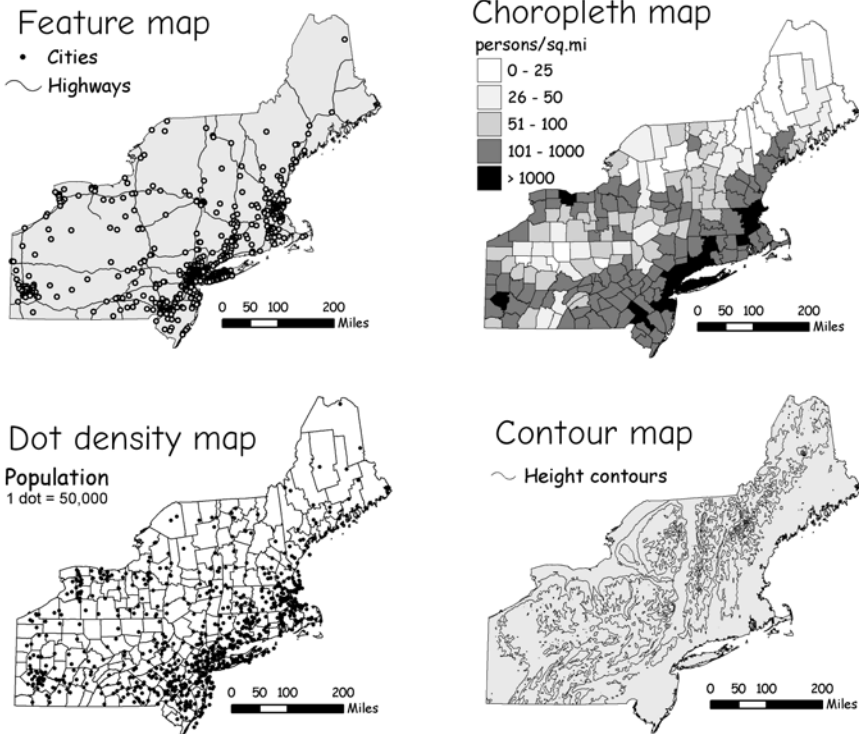 Feature map
Cities
Highways
0 50 100 200
Miles
Choropleth map
persons/sq.mi
0 - 25
26 - 50
51 - 100
101 - 1000
> 1000
0 50 100 200
Miles
Dot density map
Population
1 dot = 50,000
0 50 100 200
Miles
Contour map
Height contours
0 50 100 200
Miles